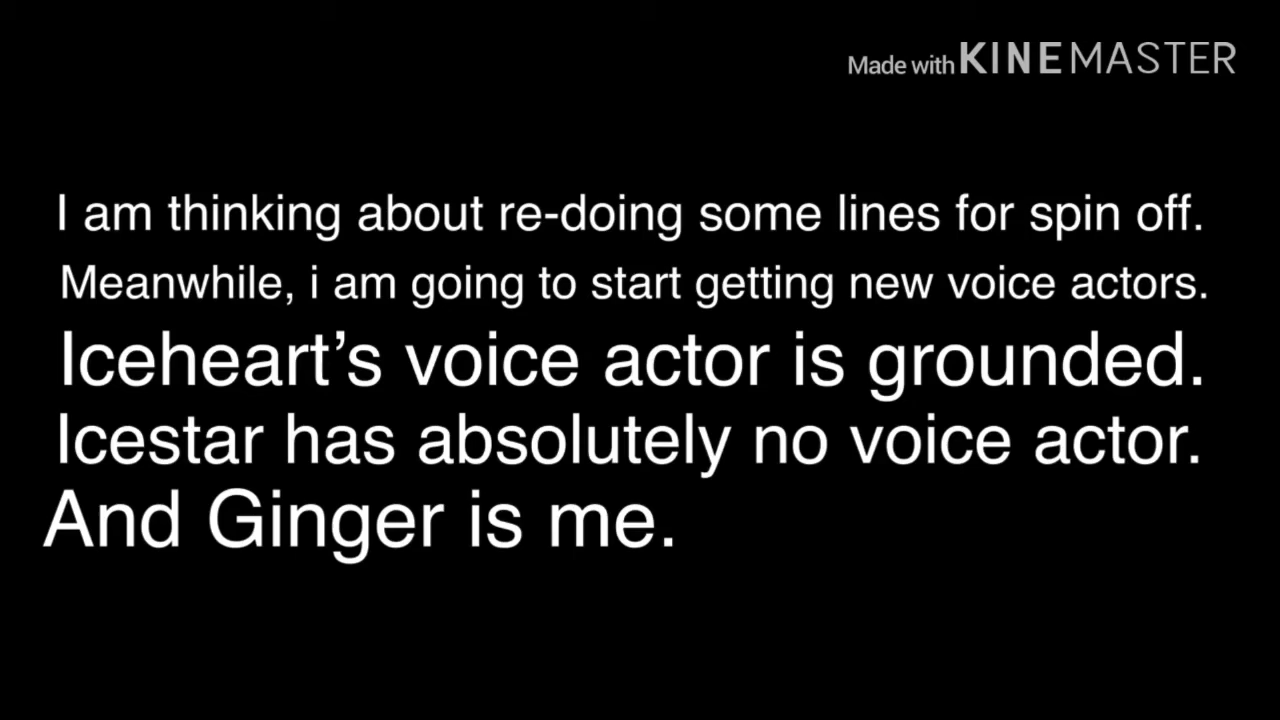 Made with KINEMASTER
I am thinking about re-doing some lines for spin off.
Meanwhile, i am going to start getting new voice actors.
Iceheart’s voice actor is grounded.
Icestar has absolutely no voice actor.
And Ginger is me.